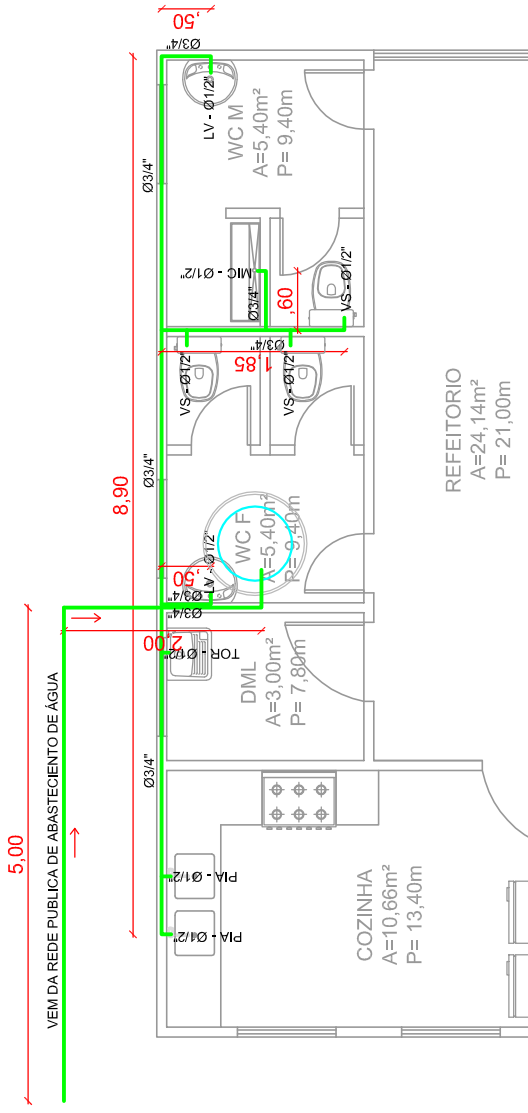 VEM DA REDE PUBLICA DE ABASTECIENTO DE ÁGUA
5,00
8,90
2,00
,50
,50
1,85
,60
Ø3/4"
Ø3/4"
Ø3/4"
Ø3/4"
Ø3/4"
Ø3/4"
Ø3/4"
Ø3/4"
PIA - Ø1/2"
PIA - Ø1/2"
TOR - Ø1/2"
LV - Ø1/2"
VS - Ø1/2"
VS - Ø1/2"
MIC - Ø1/2"
VS - Ø1/2"
LV - Ø1/2"
COZINHA
A=10,66m²
P= 13,40m
DML
A=3,00m²
P= 7,80m
WC F
A=5,40m²
P= 9,40m
WC M
A=5,40m²
P= 9,40m
REFEITORIO
A=24,14m²
P= 21,00m